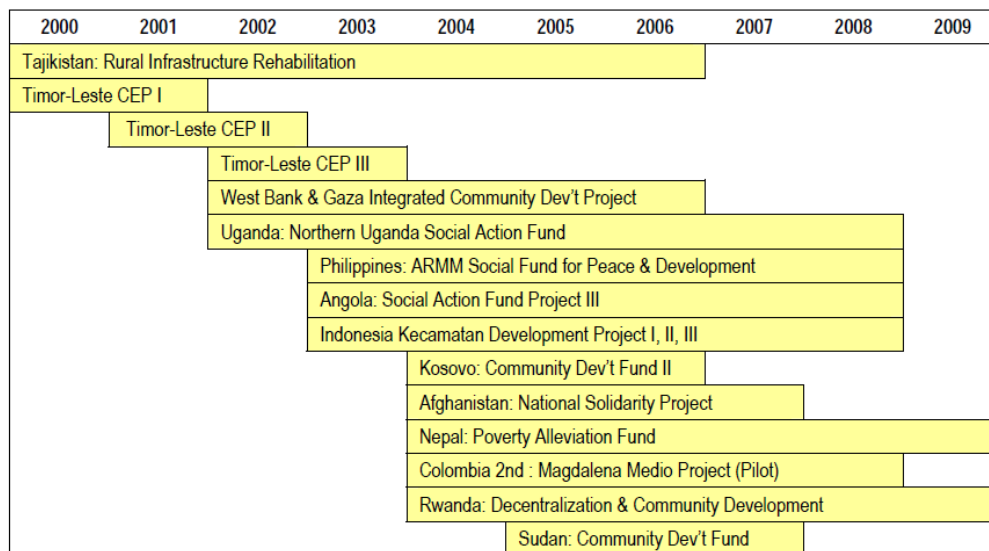 2000 2001 2002 2003 2004 2005 2006 2007 2008 2009
Tajikistan: Rural Infrastructure Rehabilitation
Timor-Leste CEP I
Timor-Leste CEP II
Timor-Leste CEP III
West Bank & Gaza Integrated Community Dev't Project
Uganda: Northern Uganda Social Action Fund
Philippines: ARMM Social Fund for Peace & Development
Angola: Social Action Fund Project III
Indonesia Kecamatan Development Project I, II, III
Kosovo: Community Dev't Fund II
Afghanistan: National Solidarity Project
Nepal: Poverty Alleviation Fund
Colombia 2nd : Magdalena Medio Project (Pilot)
Rwanda: Decentralization & Community Development
Sudan: Community Dev't Fund